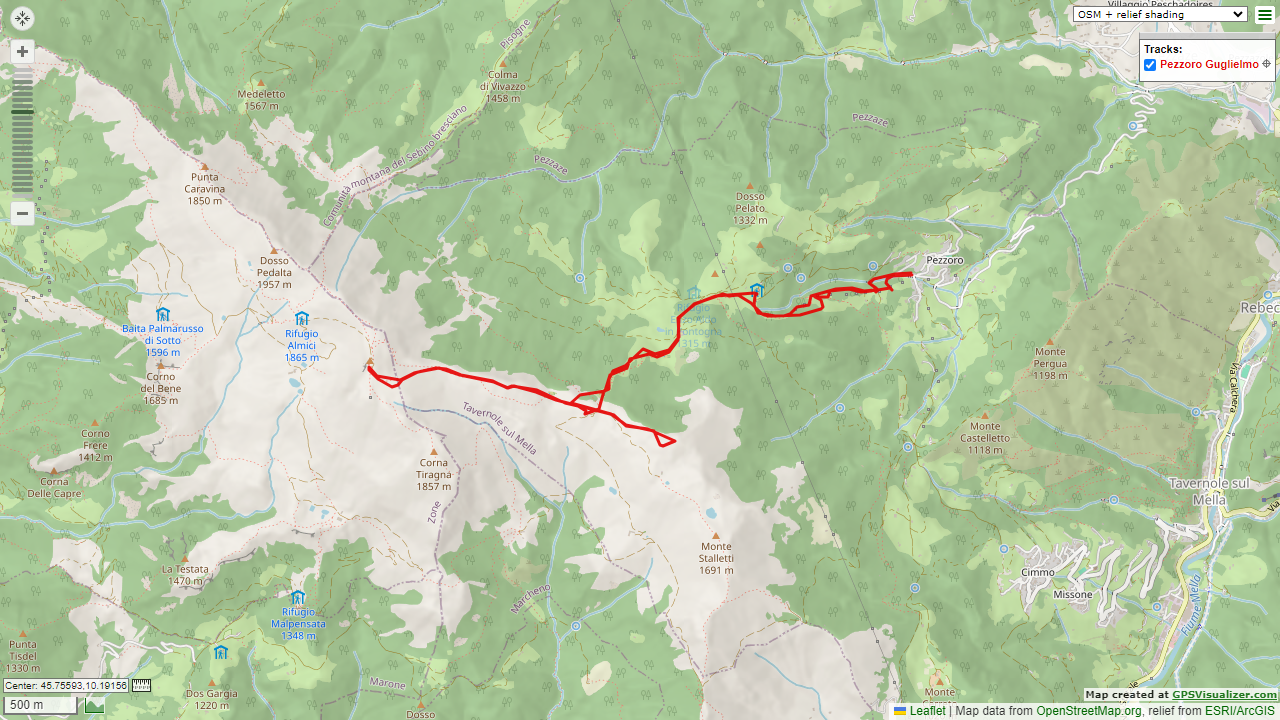 Villaggio Peschadoires
OSM + relief shading
Tracks:
Pezzoro Guglielmo
Pisogne
Colma
di Vivazzo
1458 m
Medeletto
1567 m
Comunità montana del Sebino bresciano
Pezzaze
Pezzaze
Punta
Caravina
1850 m
Dosso
Pelato
1332 m
Pezzoro
Dosso
Pedalta
1957 m
Baita Palmarusso
di Sotto
1596 m
Rifugio
Almici
1865 m
Rifugio
in Pontogna
Rebec
Corno
del Bene
1685 m
Monte
Pergua
1198 m
Via Calchera
Tavernole sul Mella
Corno
Frere
1412 m
Monte
Castelletto
1118 m
Corna
Tiragna
1857 m
Corna
Delle Capre
Tavernole sul
Mella
Via
Zone
Monte
Stalletti
1691 m
La Testata
1470 m
Cimmo
Missone
Marcheno
Rifugio
Malpensata
1348 m
Fiume Mella
Punta
Tisdel
1330 m
Marone
Dos Gargia
1220 m
Dosso
Monte
Center: 45.75593,10.19156
500 m
Map created at GPSVisualizer.com
Leaflet | Map data from OpenStreetMap.org, relief from ESRI/ArcGIS